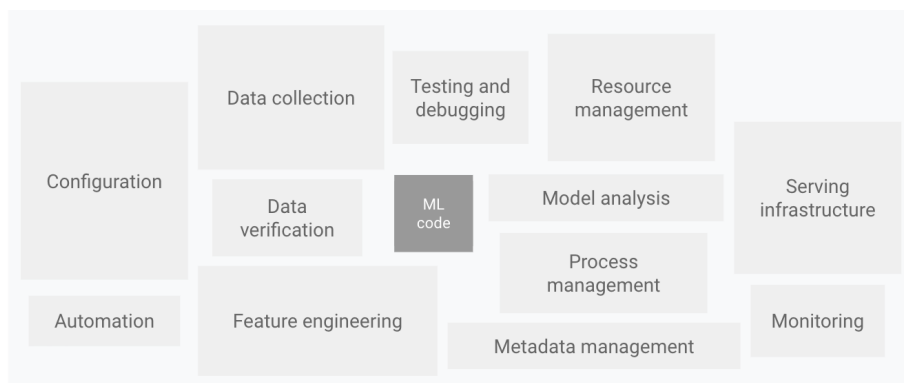 Data collection
Testing and
debugging
Resource
management
Configuration
Data
verification
ML
code
Model analysis
Serving
infrastructure
Process
management
Automation
Feature engineering
Metadata management
Monitoring